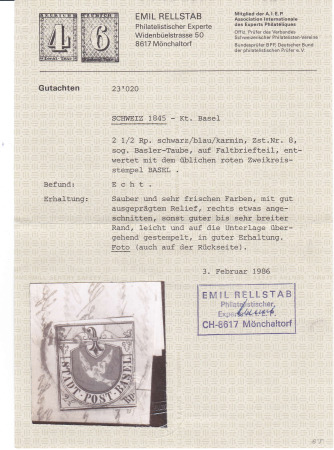 4 6
EMIL RELLSTAB
Philatelistischer Experte
Widenbüelstrasse 50
8617 Mönchaltorf
Mitglied der A.I.E.P.
Association Internationale
des Experts Philatéliques
Offiz. Prüfer des Verbandes
Schweizerischer Philatelisten-Vereine
Bundesprüfer BPP, Deutscher Bund
der philatelistischen Prüfer e.V.
Gutachten 23'020
SCHWEIZ 1845 - Kt. Basel
2 1/2 Rp. schwarz/blau/karmin, Zst.Nr. 8,
sog. Basler-Taube, auf Faltbriefteil, ent-
wertet mit dem üblichen roten Zweikreis-
stempel BASEL .
Befund: E c h t .
Erhaltung: Sauber und sehr frischen Farben, mit gut
ausgeprägtem Relief, rechts etwas ange-
schnitten, sonst guter bis sehr breiter
Rand, leicht und auf die Unterlage über-
gehend gestempelt, in guter Erhaltung.
Foto (auch auf der Rückseite).
3. Februar 1986
EMIL RELLSTAB
Philatelistischer
Experte A.I.E.P.
CH-8617 Mönchaltorf
STADT-POST-BASEL